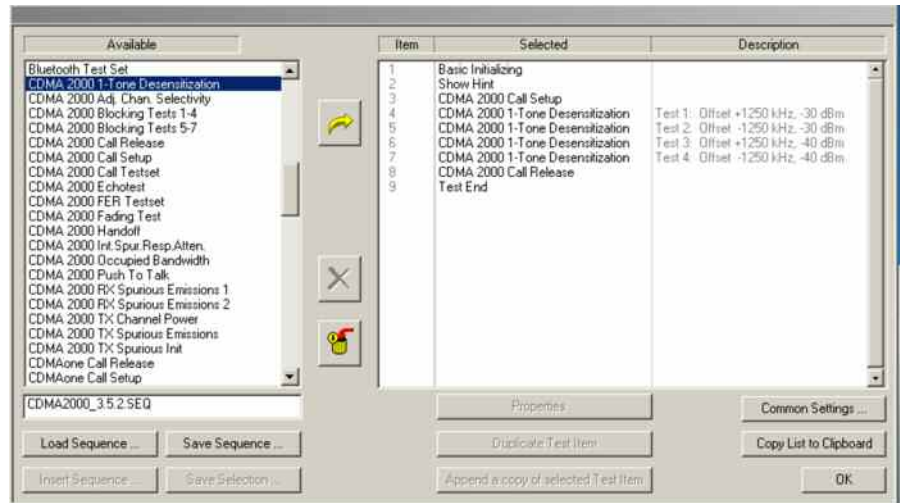 Available
Item Selected Description
Bluetooth Test Set
CDMA 2000 1-Tone Desensitization
CDMA 2000 Adj. Chan. Selectivity
CDMA 2000 Blocking Tests 1-4
CDMA 2000 Blocking Tests 5-7
CDMA 2000 Call Release
CDMA 2000 Call Setup
CDMA 2000 Call Testset
CDMA 2000 Echotest
CDMA 2000 FER Testset
CDMA 2000 Fading Test
CDMA 2000 Handoff
CDMA 2000 Int.Spur.Resp.Atten.
CDMA 2000 Occupied Bandwidth
CDMA 2000 Push To Talk
CDMA 2000 RX Spurious Emissions 1
CDMA 2000 RX Spurious Emissions 2
CDMA 2000 TX Channel Power
CDMA 2000 TX Spurious Emissions
CDMA 2000 TX Spurious Init
CDMAone Call Release
CDMAone Call Setup
1 Basic Initializing
2 Show Hint
3 CDMA 2000 Call Setup
4 CDMA 2000 1-Tone Desensitization Test 1: Offset +1250 kHz, -30 dBm
5 CDMA 2000 1-Tone Desensitization Test 2: Offset -1250 kHz, -30 dBm
6 CDMA 2000 1-Tone Desensitization Test 3: Offset +1250 kHz, -40 dBm
7 CDMA 2000 1-Tone Desensitization Test 4: Offset -1250 kHz, -40 dBm
8 CDMA 2000 Call Release
9 Test End
CDMA2000_3.5.2.SEQ
Load Sequence ... Save Sequence ...
Insert Sequence ... Save Selection ...
Properties
Duplicate Test Item
Append a copy of selected Test Item
Common Settings ...
Copy List to Clipboard
OK